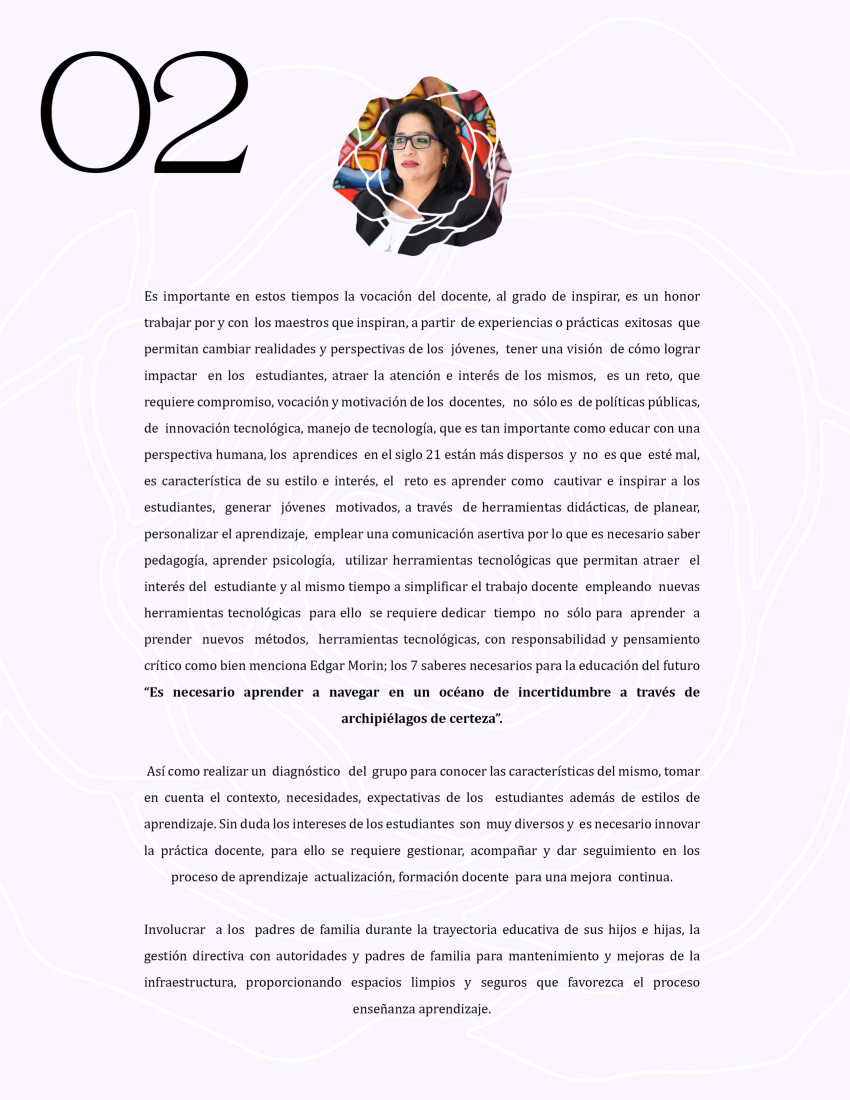 02
Es importante en estos tiempos la vocación del docente, al grado de inspirar, es un honor
trabajar por y con los maestros que inspiran, a partir de experiencias o prácticas exitosas que
permitan cambiar realidades y perspectivas de los jóvenes, tener una visión de cómo lograr
impactar en los estudiantes, atraer la atención e interés de los mismos, es un reto, que
requiere compromiso, vocación y motivación de los docentes, no sólo es de políticas públicas,
de innovación tecnológica, manejo de tecnología, que es tan importante como educar con una
perspectiva humana, los aprendices en el siglo 21 están más dispersos y no es que esté mal,
es característica de su estilo e interés, el reto es aprender como cautivar e inspirar a los
estudiantes, generar jóvenes motivados, a través de herramientas didácticas, de planear,
personalizar el aprendizaje, emplear una comunicación asertiva por lo que es necesario saber
pedagogía, aprender psicología, utilizar herramientas tecnológicas que permitan atraer el
interés del estudiante y al mismo tiempo a simplificar el trabajo docente empleando nuevas
herramientas tecnológicas para ello se requiere dedicar tiempo no sólo para aprender a
prender nuevos métodos, herramientas tecnológicas, con responsabilidad y pensamiento
crítico como bien menciona Edgar Morin; los 7 saberes necesarios para la educación del futuro
“Es necesario aprender a navegar en un océano de incertidumbre a través de
archipiélagos de certeza”.
Así como realizar un diagnóstico del grupo para conocer las características del mismo, tomar
en cuenta el contexto, necesidades, expectativas de los estudiantes además de estilos de
aprendizaje. Sin duda los intereses de los estudiantes son muy diversos y es necesario innovar
la práctica docente, para ello se requiere gestionar, acompañar y dar seguimiento en los
proceso de aprendizaje actualización, formación docente para una mejora continua.
Involucrar a los padres de familia durante la trayectoria educativa de sus hijos e hijas, la
gestión directiva con autoridades y padres de familia para mantenimiento y mejoras de la
infraestructura, proporcionando espacios limpios y seguros que favorezca el proceso
enseñanza aprendizaje.